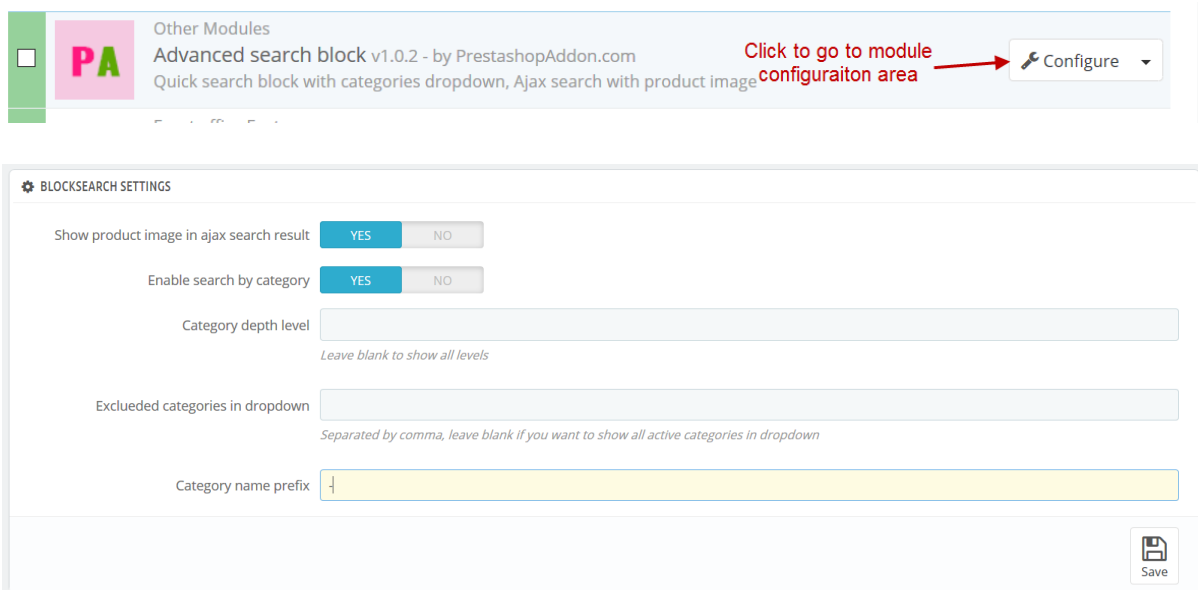 Other Modules
PA
Advanced search block v1.0.2 - by PrestashopAddon.com
Quick search block with categories dropdown, Ajax search with product image
Click to go to module
configuraiton area
Configure
BLOCKSEARCH SETTINGS
Show product image in ajax search result YES NO
Enable search by category YES NO
Category depth level
Leave blank to show all levels
Exclueded categories in dropdown
Separated by comma, leave blank if you want to show all active categories in dropdown
Category name prefix -
Save